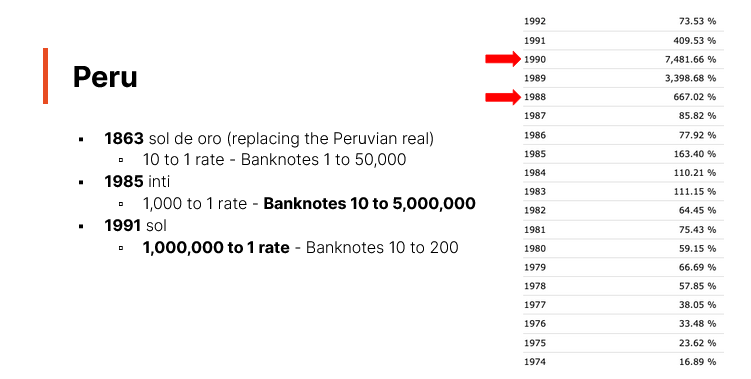 Peru
▪ 1863 sol de oro (replacing the Peruvian real)
▫ 10 to 1 rate - Banknotes 1 to 50,000
▪ 1985 inti
▫ 1,000 to 1 rate - Banknotes 10 to 5,000,000
▪ 1991 sol
▫ 1,000,000 to 1 rate - Banknotes 10 to 200
1992 73.53 %
1991 409.53 %
1990 7,481.66 %
1989 3,398.68 %
1988 667.02 %
1987 85.82 %
1986 77.92 %
1985 163.40 %
1984 110.21 %
1983 111.15 %
1982 64.45 %
1981 75.43 %
1980 59.15 %
1979 66.69 %
1978 57.85 %
1977 38.05 %
1976 33.48 %
1975 23.62 %
1974 16.89 %